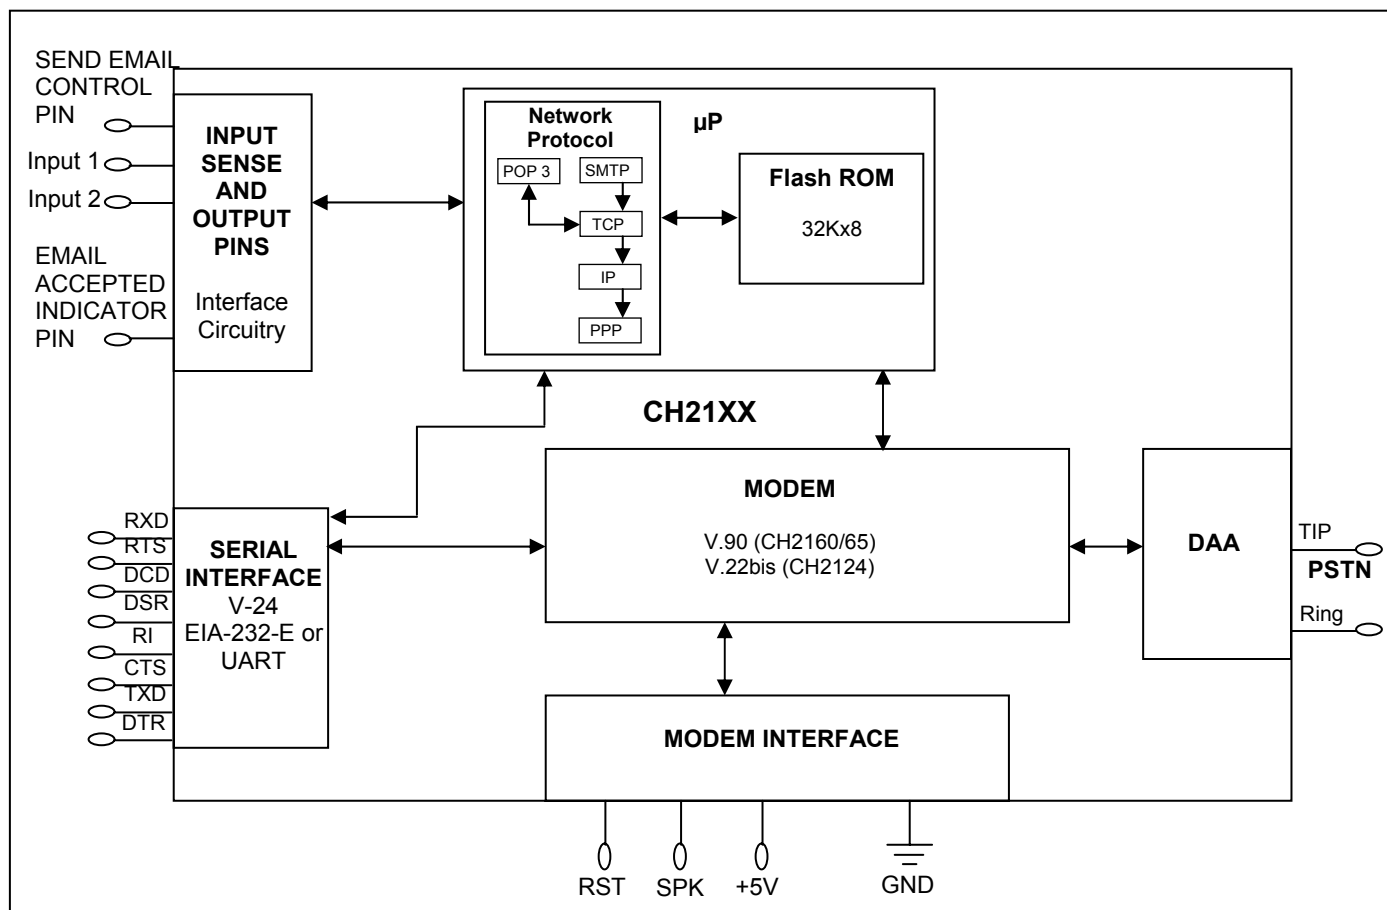 SEND EMAIL
CONTROL
PIN
Input 1
Input 2
EMAIL
ACCEPTED
INDICATOR
PIN
INPUT
SENSE
AND
OUTPUT
PINS
Interface
Circuitry
Network
Protocol
POP 3
SMTP
TCP
IP
PPP
µP
Flash ROM
32Kx8
CH21XX
RXD
RTS
DCD
DSR
RI
CTS
TXD
DTR
SERIAL
INTERFACE
V-24
EIA-232-E or
UART
MODEM
V.90 (CH2160/65)
V.22bis (CH2124)
DAA
TIP
PSTN
Ring
MODEM INTERFACE
RST
SPK
+5V
GND